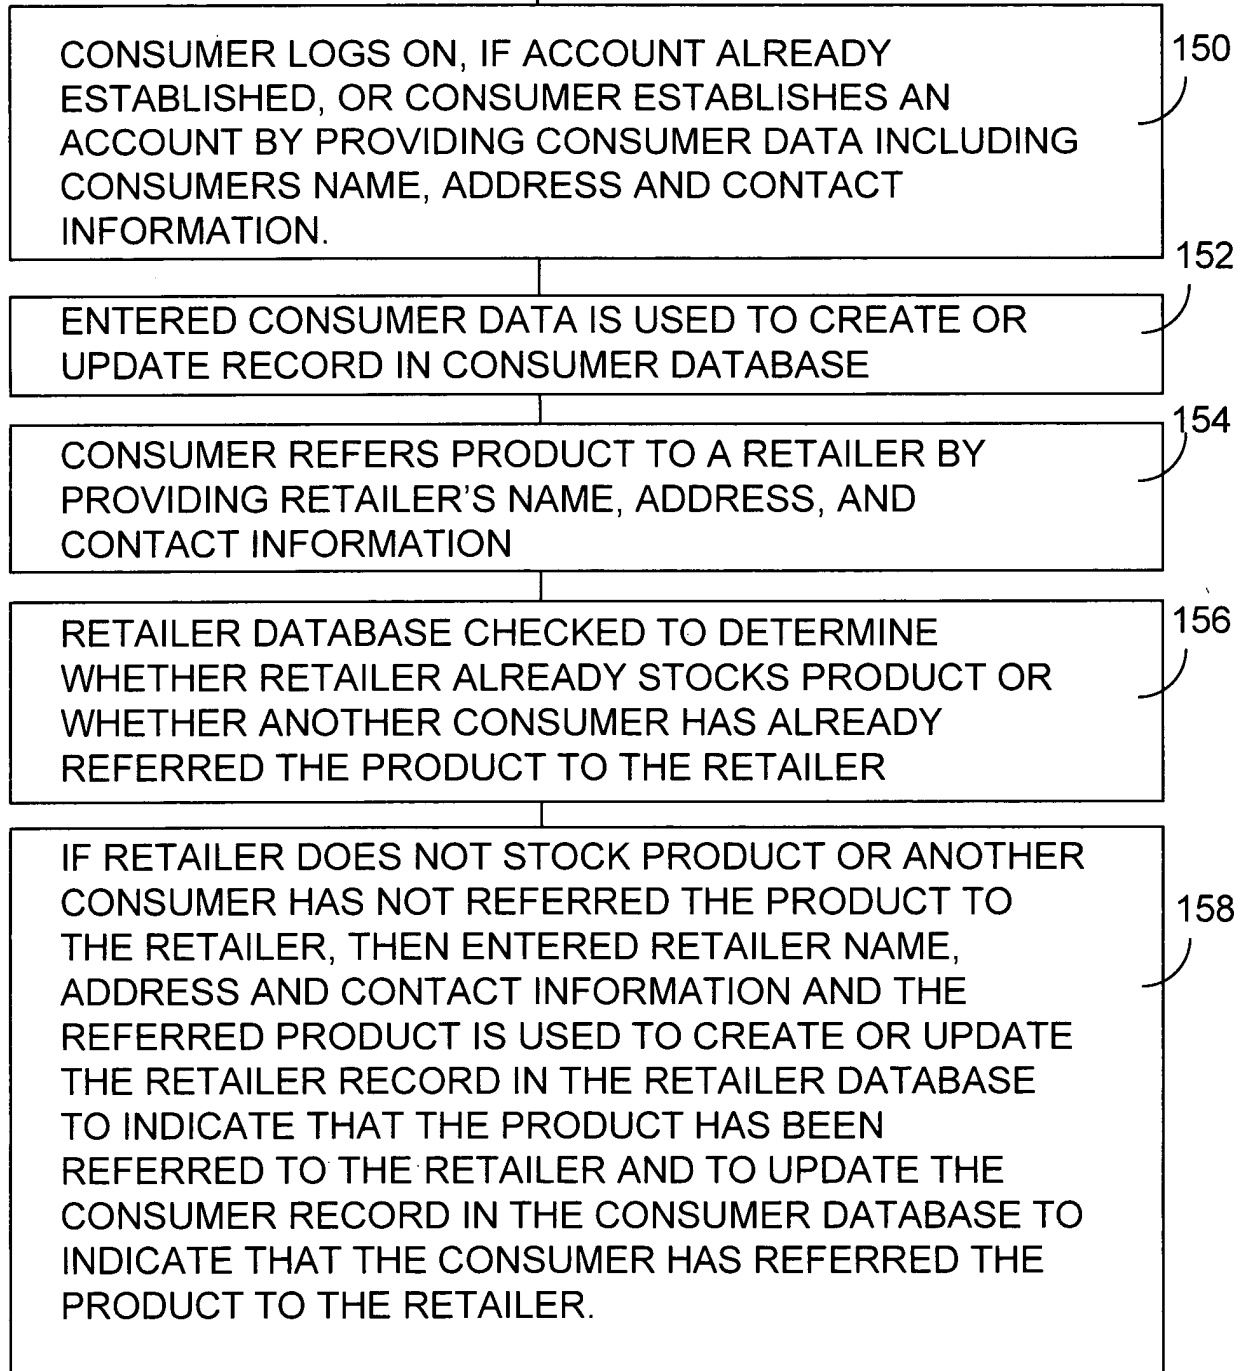 CONSUMER LOGS ON, IF ACCOUNT ALREADY
ESTABLISHED, OR CONSUMER ESTABLISHES AN
ACCOUNT BY PROVIDING CONSUMER DATA INCLUDING
CONSUMERS NAME, ADDRESS AND CONTACT
INFORMATION.
150
152
ENTERED CONSUMER DATA IS USED TO CREATE OR
UPDATE RECORD IN CONSUMER DATABASE
154
CONSUMER REFERS PRODUCT TO A RETAILER BY
PROVIDING RETAILER'S NAME, ADDRESS, AND
CONTACT INFORMATION
156
RETAILER DATABASE CHECKED TO DETERMINE
WHETHER RETAILER ALREADY STOCKS PRODUCT OR
WHETHER ANOTHER CONSUMER HAS ALREADY
REFERRED THE PRODUCT TO THE RETAILER
IF RETAILER DOES NOT STOCK PRODUCT OR ANOTHER
CONSUMER HAS NOT REFERRED THE PRODUCT TO
THE RETAILER, THEN ENTERED RETAILER NAME,
ADDRESS AND CONTACT INFORMATION AND THE
REFERRED PRODUCT IS USED TO CREATE OR UPDATE
THE RETAILER RECORD IN THE RETAILER DATABASE
TO INDICATE THAT THE PRODUCT HAS BEEN
REFERRED TO THE RETAILER AND TO UPDATE THE
CONSUMER RECORD IN THE CONSUMER DATABASE TO
INDICATE THAT THE CONSUMER HAS REFERRED THE
PRODUCT TO THE RETAILER.
158